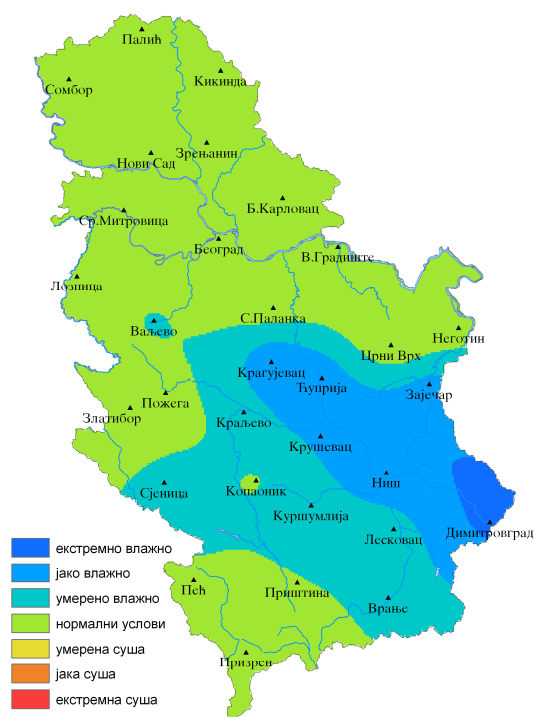 Палић
Кикинда
Сомбор
Зрењанин
Нови Сад
Б.Карловац
Ср.Митровица
Београд
В.Градиште
Лозница
С.Паланка
Ваљево
Неготин
Црни Врх
Крагујевац
Ћуприја
Зајечар
Пожега
Златибор
Краљево
Крушевац
Ниш
Сјеница
Копаоник
Куршумлија
Димитровград
Лесковац
Пећ
Приштина
Врање
Призрен
екстремно влажно
јако влажно
умерено влажно
нормални услови
умерена суша
јака суша
екстремна суша